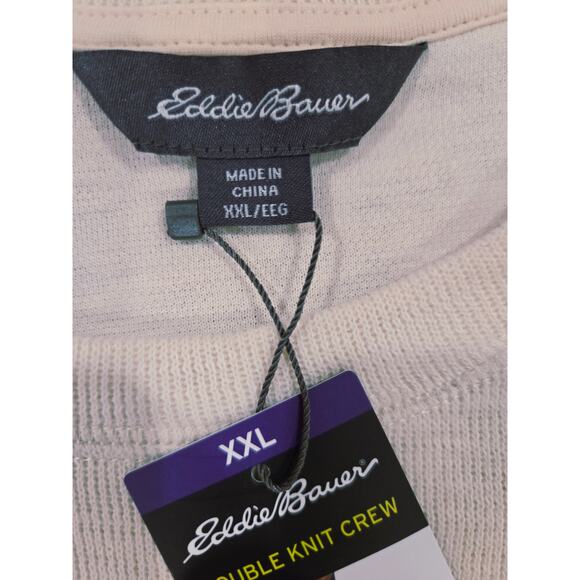 Eddie Bauer
MADE IN
CHINA
XXL/EEG
XXL
Eddie Bauer®
OUBLE KNIT CREW